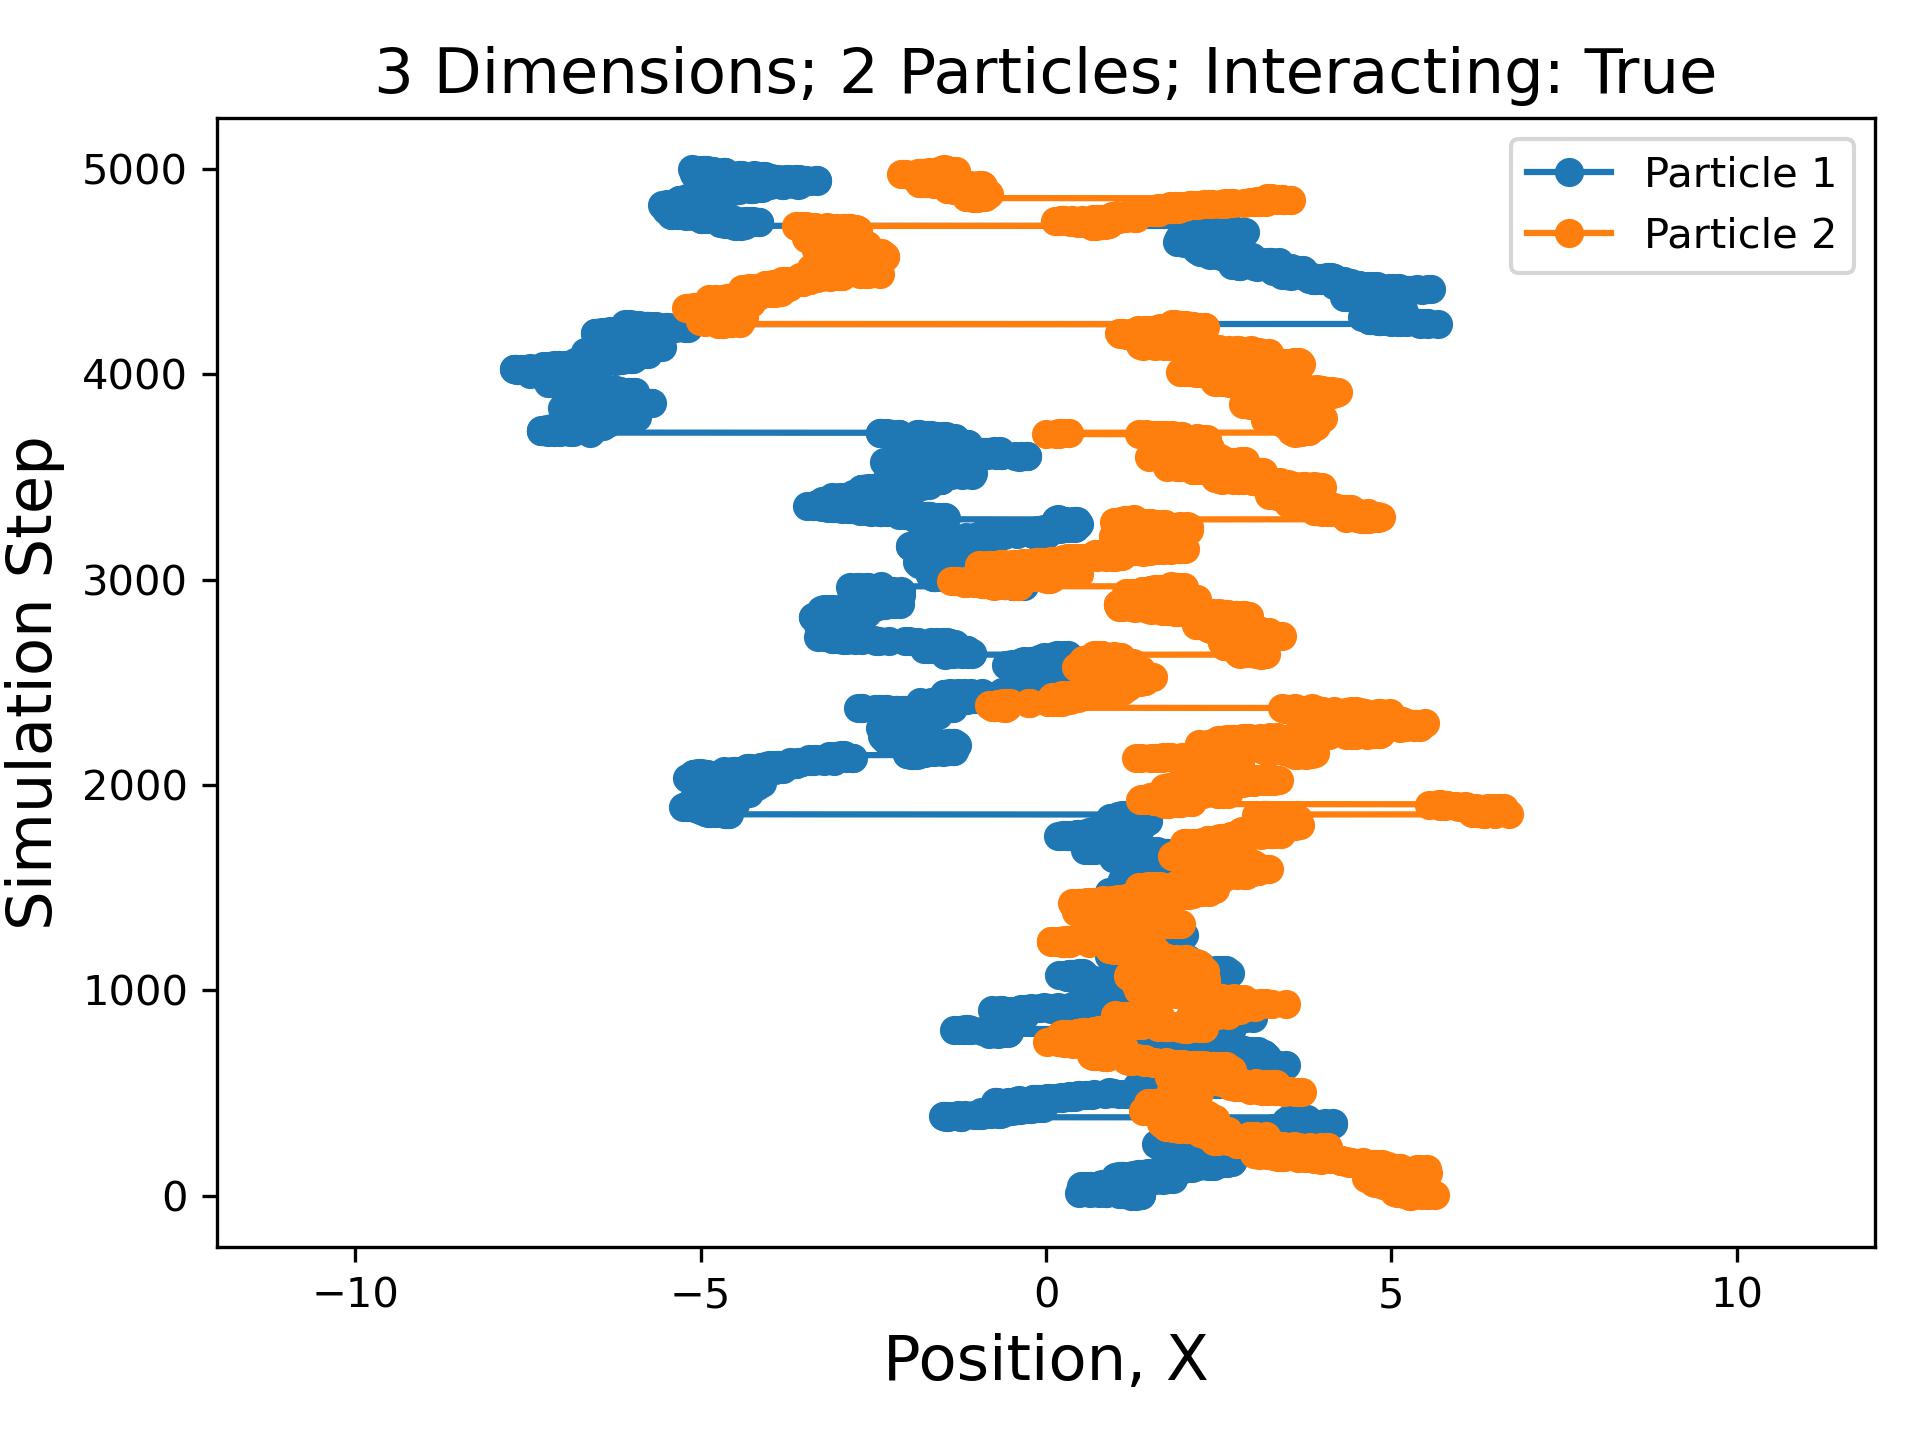 3 Dimensions; 2 Particles; Interacting: True
Particle 1
Particle 2
5000
4000
3000
2000
1000
0
Simulation Step
−10
−5
0
5
10
Position, X